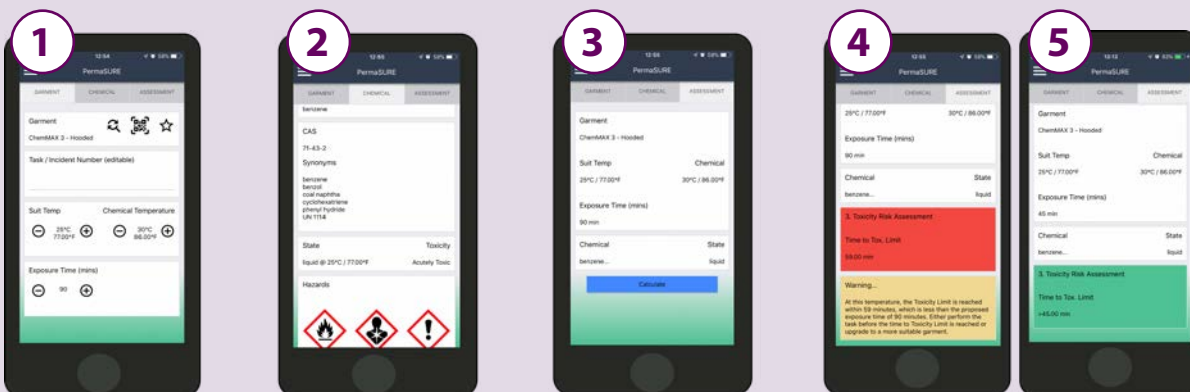 1
12:54
58%
PermaSURE
GARMENT CHEMICAL ASSESSMENT
Garment
ChemMAX 3 - Hooded
Task / Incident Number (editable)
Suit Temp Chemical Temperature
25°C 30°C
77.00°F 86.00°F
Exposure Time (mins)
90
2
12:55
58%
PermaSURE
GARMENT CHEMICAL ASSESSMENT
benzene
CAS
71-43-2
Synonyms
benzene
benzol
coal naphtha
cyclohexatriene
phenyl hydride
UN 1114
State Toxicity
liquid @ 25°C / 77.00°F Acutely Toxic
Hazards
3
12:55
58%
PermaSURE
GARMENT CHEMICAL ASSESSMENT
Garment
ChemMAX 3 - Hooded
Suit Temp Chemical
25°C / 77.00°F 30°C / 86.00°F
Exposure Time (mins)
90 min
Chemical State
benzene... liquid
Calculate
4
12:55
58%
PermaSURE
GARMENT CHEMICAL ASSESSMENT
25°C / 77.00°F 30°C / 86.00°F
Exposure Time (mins)
90 min
Chemical State
benzene... liquid
3. Toxicity Risk Assessment
Time to Tox. Limit
59.00 min
Warning...
At this temperature, the Toxicity Limit is reached
within 59 minutes, which is less than the proposed
exposure time of 90 minutes. Either perform the
task before the time to Toxicity Limit is reached or
upgrade to a more suitable garment.
5
PermaSURE
GARMENT CHEMICAL ASSESSMENT
Garment
ChemMAX 3 - Hooded
Suit Temp Chemical
25°C / 77.00°F 30°C / 86.00°F
Exposure Time (mins)
45 min
Chemical State
benzene... liquid
3. Toxicity Risk Assessment
Time to Tox. Limit
>45.00 min